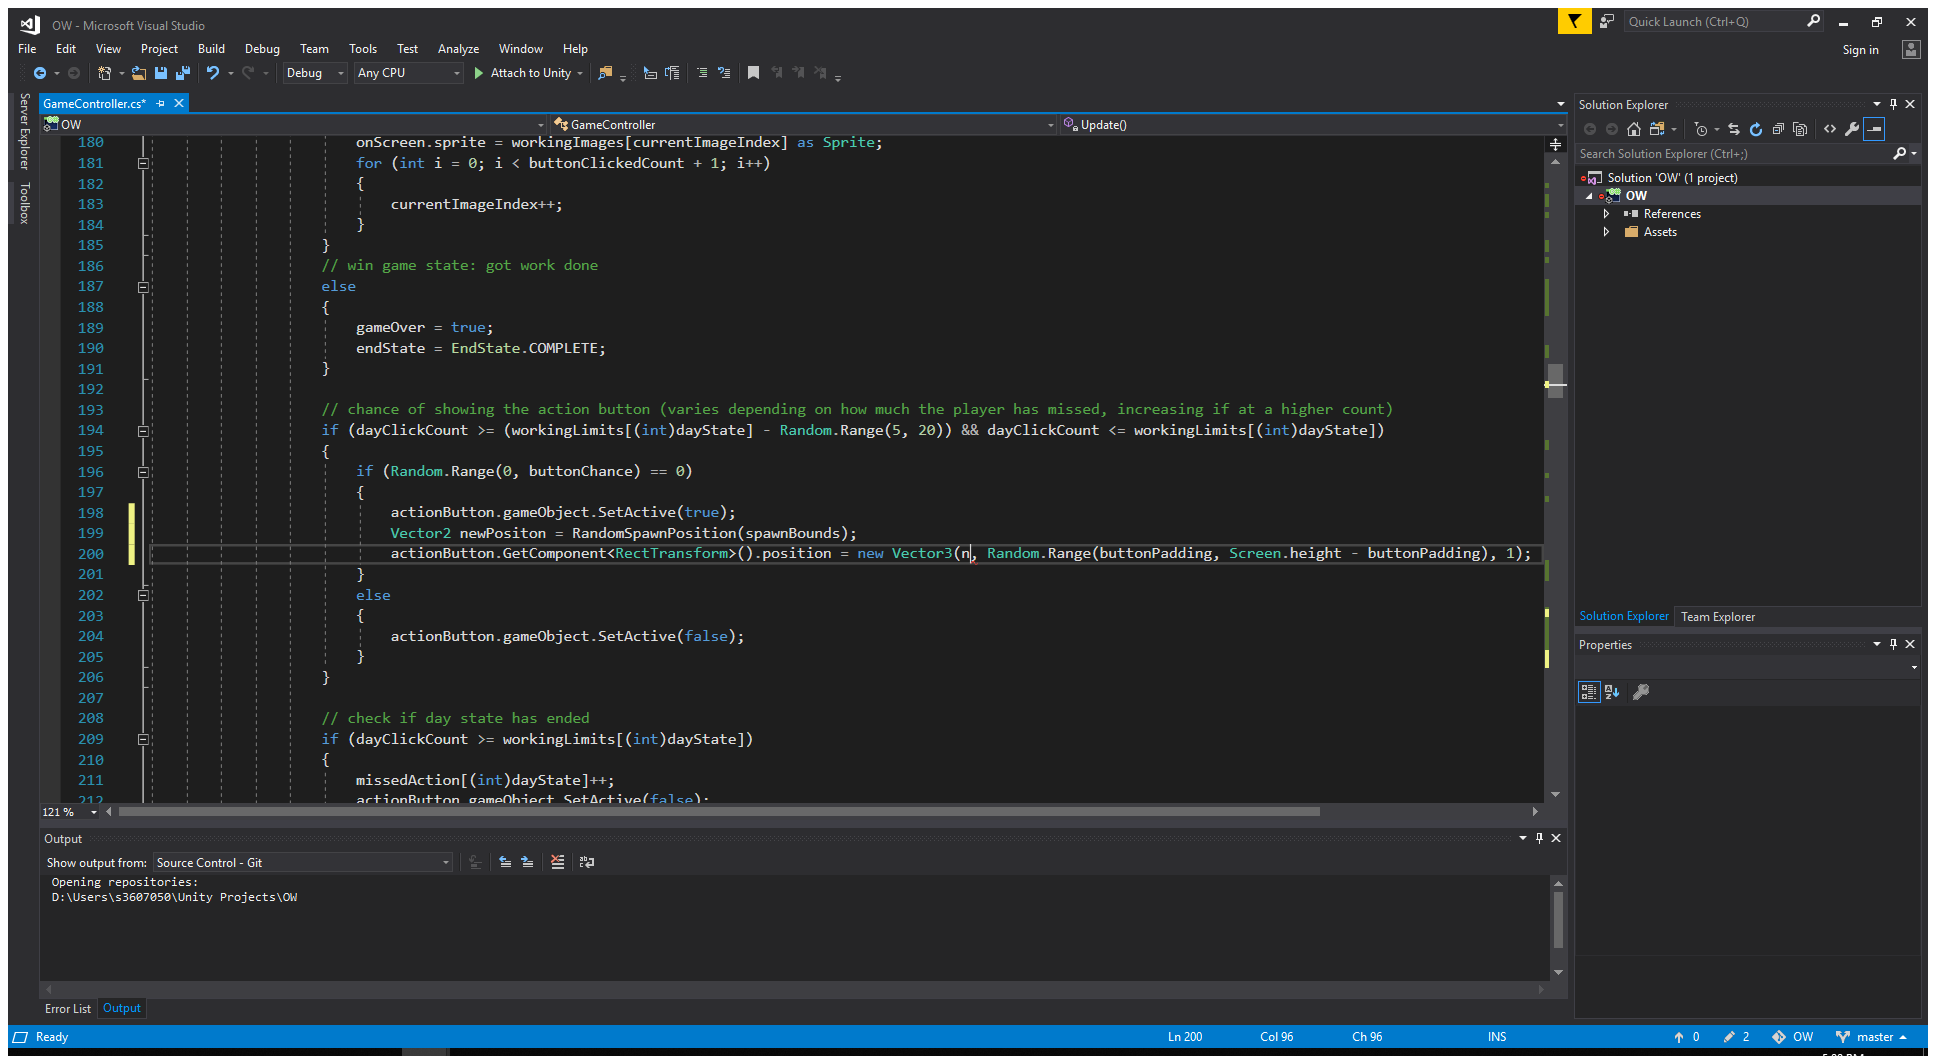 OW - Microsoft Visual Studio
Quick Launch (Ctrl+Q)
File Edit View Project Build Debug Team Tools Test Analyze Window Help
Sign in
Debug Any CPU Attach to Unity
Server Explorer
Toolbox
GameController.cs*
OW GameController Update()
180 onScreen.sprite = workingImages[currentImageIndex] as Sprite;
181 for (int i = 0; i < buttonClickedCount + 1; i++)
182 {
183 currentImageIndex++;
184 }
185 }
186 // win game state: got work done
187 else
188 {
189 gameOver = true;
190 endState = EndState.COMPLETE;
191 }
192
193 // chance of showing the action button (varies depending on how much the player has missed, increasing if at a higher count)
194 if (dayClickCount >= (workingLimits[(int)dayState] - Random.Range(5, 20)) && dayClickCount <= workingLimits[(int)dayState])
195 {
196 if (Random.Range(0, buttonChance) == 0)
197 {
198 actionButton.gameObject.SetActive(true);
199 Vector2 newPositon = RandomSpawnPosition(spawnBounds);
200 actionButton.GetComponent<RectTransform>().position = new Vector3(n, Random.Range(buttonPadding, Screen.height - buttonPadding), 1);
201 }
202 else
203 {
204 actionButton.gameObject.SetActive(false);
205 }
206 }
207
208 // check if day state has ended
209 if (dayClickCount >= workingLimits[(int)dayState])
210 {
211 missedAction[(int)dayState]++;
212 actionButton.gameObject.SetActive(false);
121 %
Output
Show output from: Source Control - Git
Opening repositories:
D:\Users\s3607050\Unity Projects\OW
Error List Output
Solution Explorer
Search Solution Explorer (Ctrl+;)
Solution 'OW' (1 project)
OW
References
Assets
Solution Explorer Team Explorer
Properties
Ready Ln 200 Col 96 Ch 96 INS 0 2 OW master